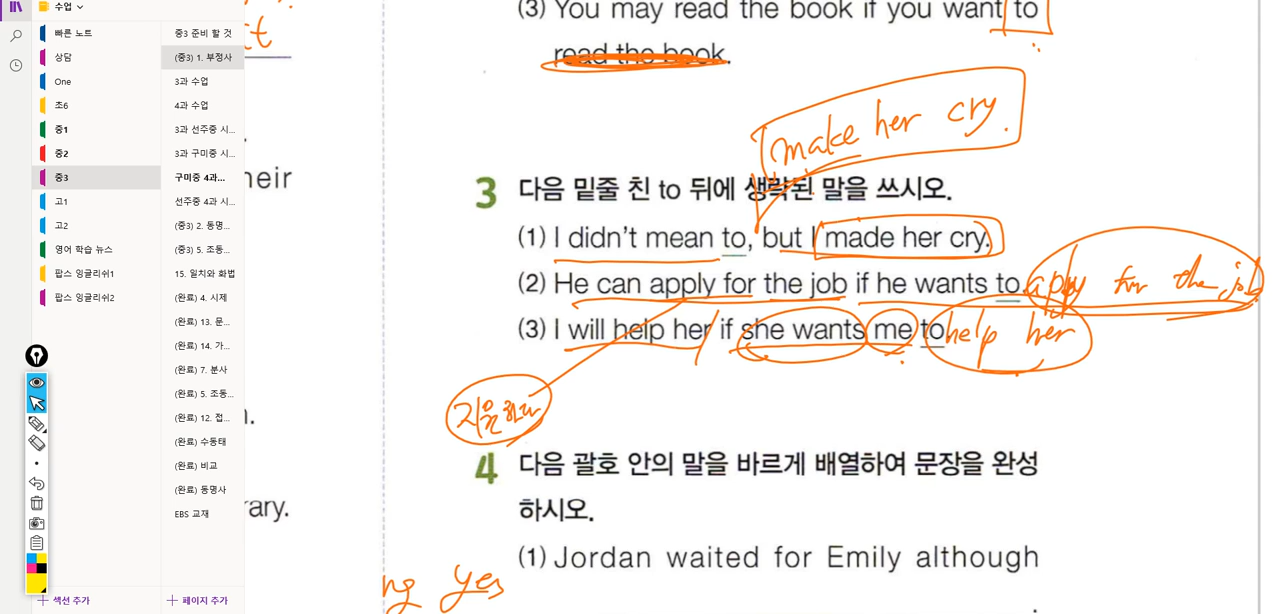 수업
빠른 노트
상담
One
초6
중1
중2
중3
고1
고2
영어 학습 뉴스
팝스 잉글리쉬1
팝스 잉글리쉬2
섹션 추가
중3 준비 할 것
(중3) 1. 부정사
3과 수업
4과 수업
3과 선주중 시...
3과 구미중 시...
구미중 4과...
선주중 4과 시...
(중3) 2. 동명...
(중3) 5. 조동...
15. 일치와 화법
(완료) 4. 시제
(완료) 13. 문...
(완료) 14. 가...
(완료) 7. 분사
(완료) 5. 조동...
(완료) 12. 접...
(완료) 수동태
(완료) 비교
(완료) 동명사
EBS 교재
페이지 추가
heir
n.
rary.
(3) You may read the book if you want to
read the book.
make her cry.
3 다음 밑줄 친 to 뒤에 생략된 말을 쓰시오.
(1) I didn't mean to, but I made her cry.
(2) He can apply for the job if he wants to. apply for the job
(3) I will help her if she wants me to help her
지원하다
4 다음 괄호 안의 말을 바르게 배열하여 문장을 완성
하시오.
(1) Jordan waited for Emily although
ng yes